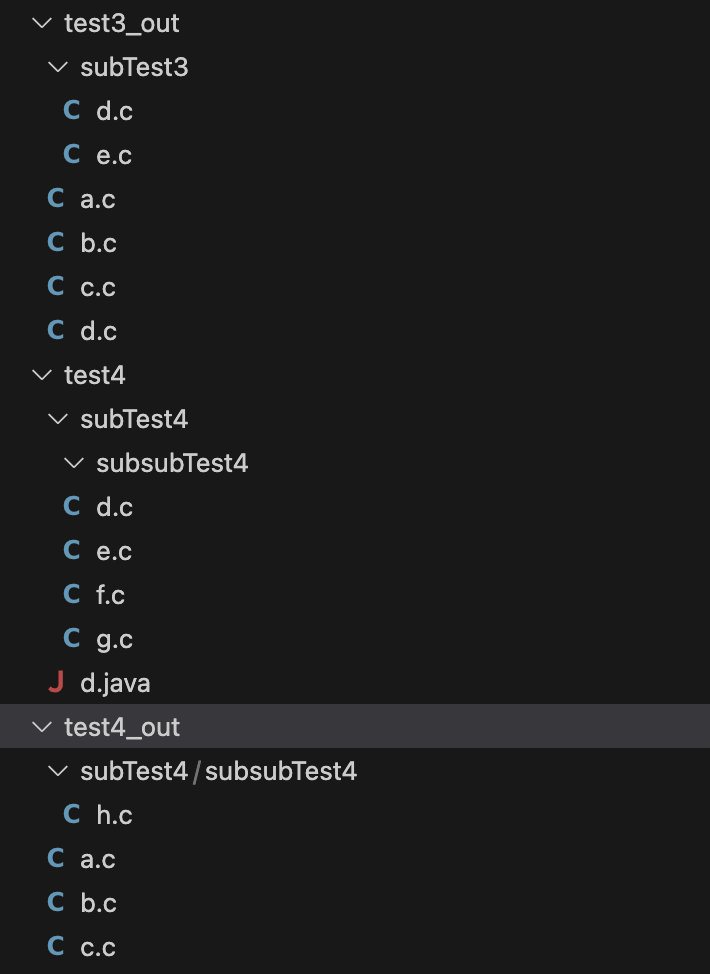 test3_out
subTest3
C d.c
C e.c
C a.c
C b.c
C c.c
C d.c
test4
subTest4
subsubTest4
C d.c
C e.c
C f.c
C g.c
J d.java
test4_out
subTest4/subsubTest4
C h.c
C a.c
C b.c
C c.c